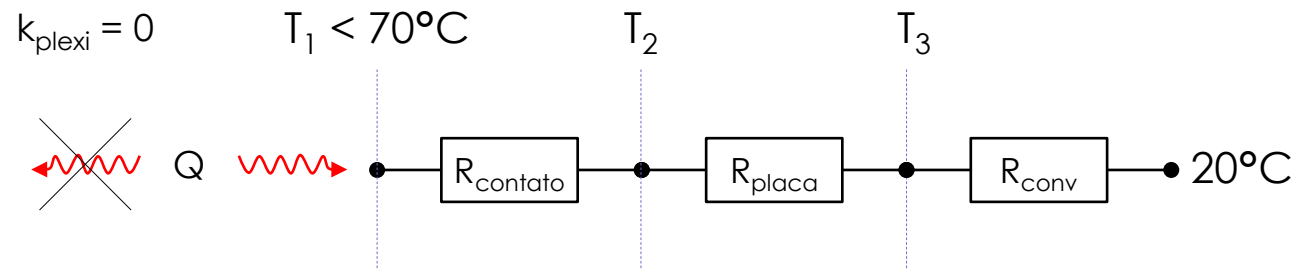 k_plexi = 0 T_1 < 70°C T_2 T_3
Q R_contato R_placa R_conv 20°C